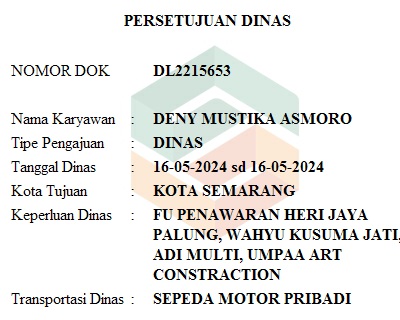 PERSETUJUAN DINAS
NOMOR DOK DL2215653
Nama Karyawan : DENY MUSTIKA ASMORO
Tipe Pengajuan : DINAS
Tanggal Dinas : 16-05-2024 sd 16-05-2024
Kota Tujuan : KOTA SEMARANG
Keperluan Dinas : FU PENAWARAN HERI JAYA
PALUNG, WAHYU KUSUMA JATI,
ADI MULTI, UMPAA ART
CONSTRACTION
Transportasi Dinas : SEPEDA MOTOR PRIBADI